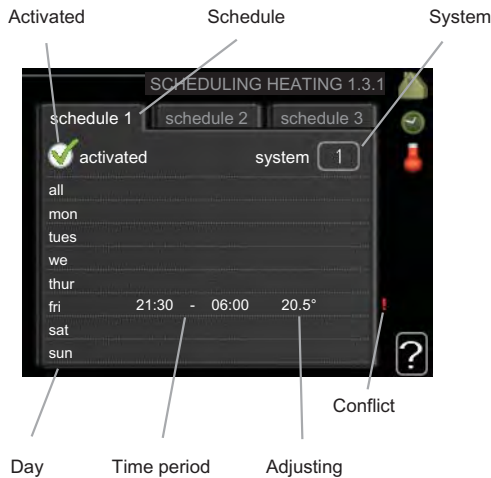 Activated Schedule System
SCHEDULING HEATING 1.3.1
schedule 1 schedule 2 schedule 3
activated system 1
all
mon
tues
we
thur
fri 21:30 - 06:00 20.5° !
sat
sun
?
Conflict
Day Time period Adjusting